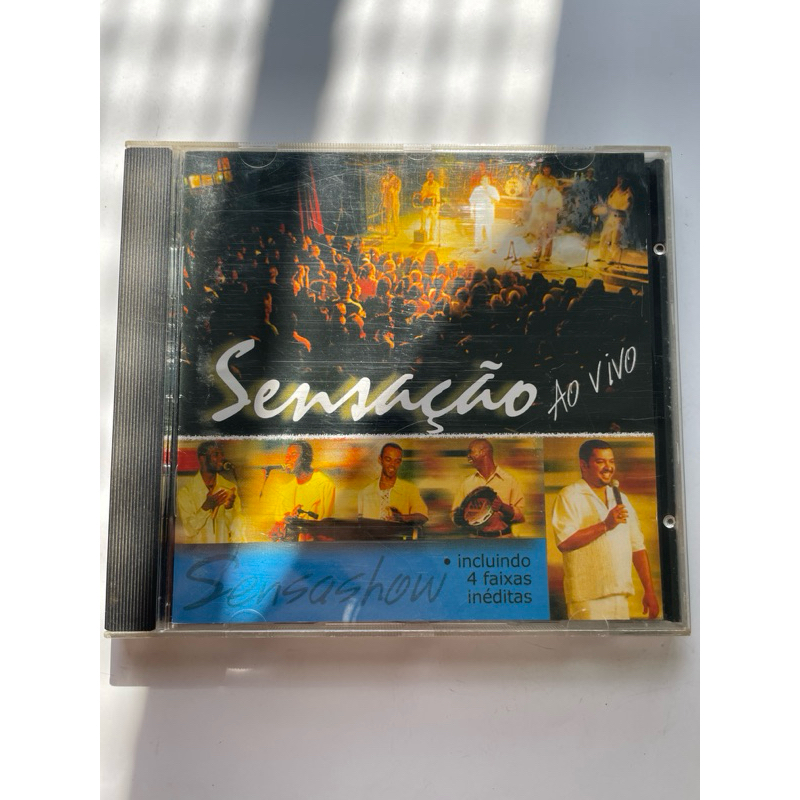 Sensação AO VIVO
Sensashow
• incluindo
4 faixas
inéditas